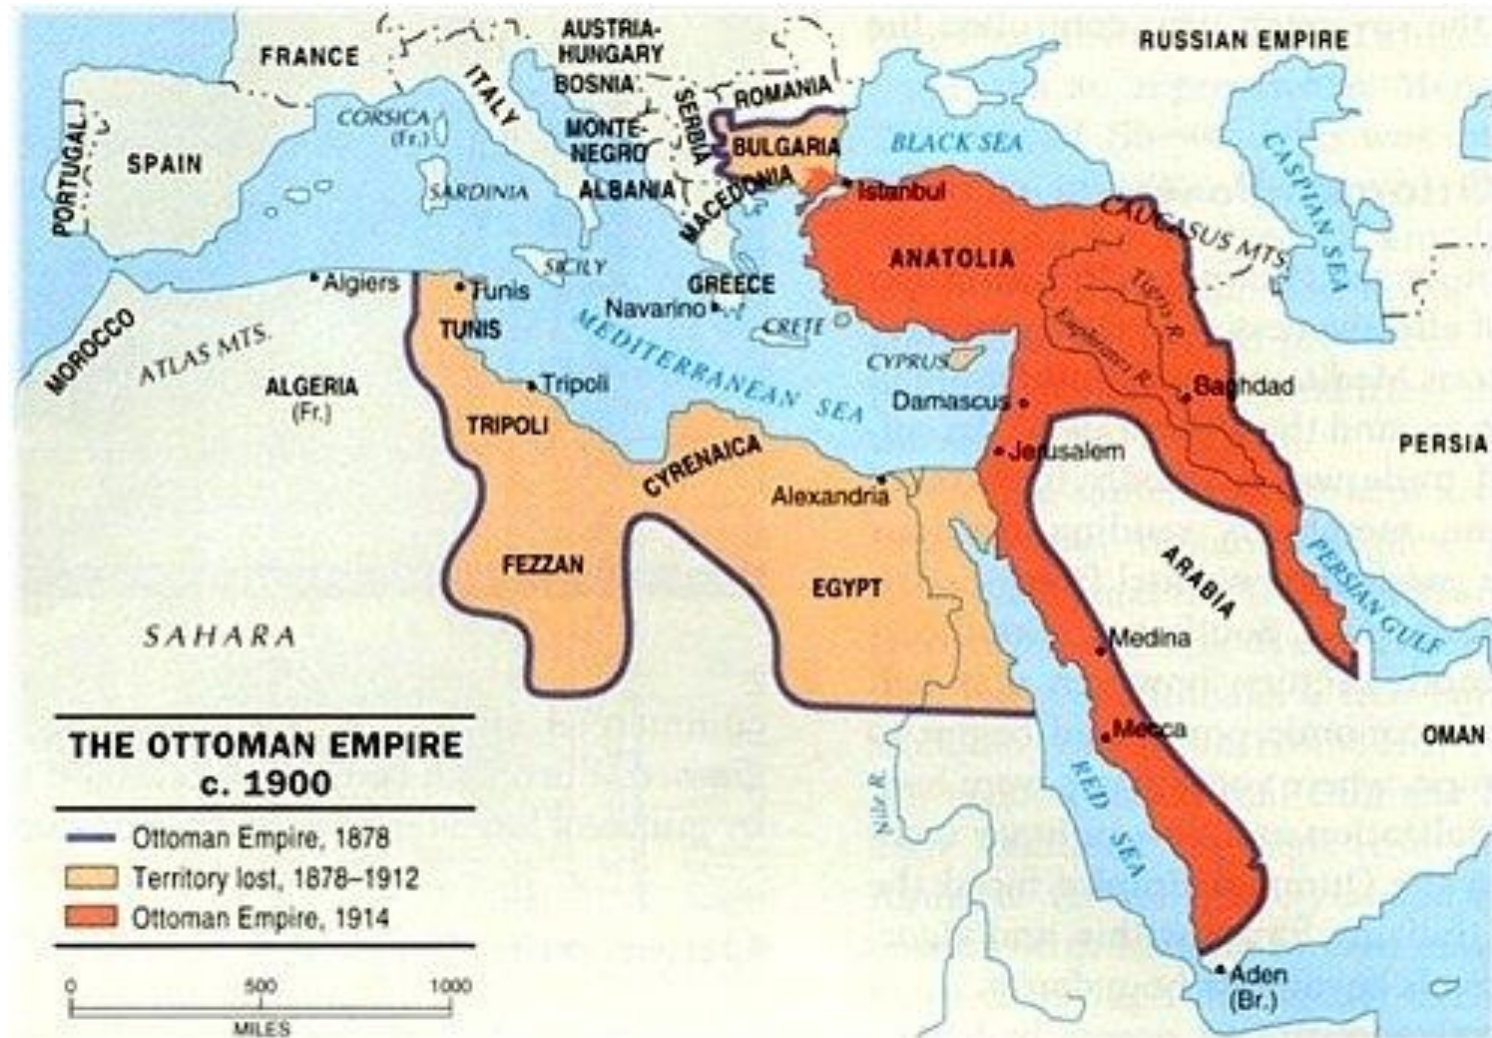 FRANCE
AUSTRIA-
HUNGARY
BOSNIA
ROMANIA
RUSSIAN EMPIRE
ITALY
SERBIA
CORSICA
(Fr.)
MONTE-
NEGRO
BULGARIA
BLACK SEA
CASPIAN SEA
PORTUGAL
SPAIN
SARDINIA
ALBANIA
MACEDONIA
Istanbul
CAUCASUS MTS.
SICILY
GREECE
ANATOLIA
Algiers
Tunis
Navarino
Tigris R.
MOROCCO
ATLAS MTS.
TUNIS
MEDITERRANEAN SEA
CRETE
Euphrates R.
CYPRUS
ALGERIA
(Fr.)
Tripoli
Damascus
Baghdad
TRIPOLI
CYRENAICA
Jerusalem
PERSIA
Alexandria
FEZZAN
EGYPT
ARABIA
PERSIAN GULF
SAHARA
Medina
Mecca
OMAN
Nile R.
RED SEA
Aden
(Br.)
THE OTTOMAN EMPIRE
c. 1900
Ottoman Empire, 1878
Territory lost, 1878–1912
Ottoman Empire, 1914
0 500 1000
MILES